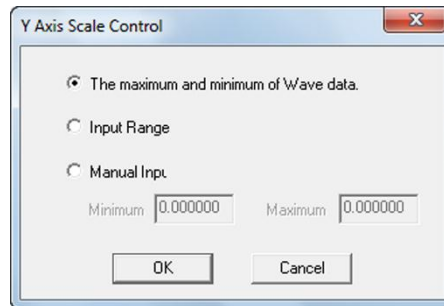 Y Axis Scale Control
The maximum and minimum of Wave data.
Input Range
Manual Inpu
Minimum 0.000000 Maximum 0.000000
OK Cancel